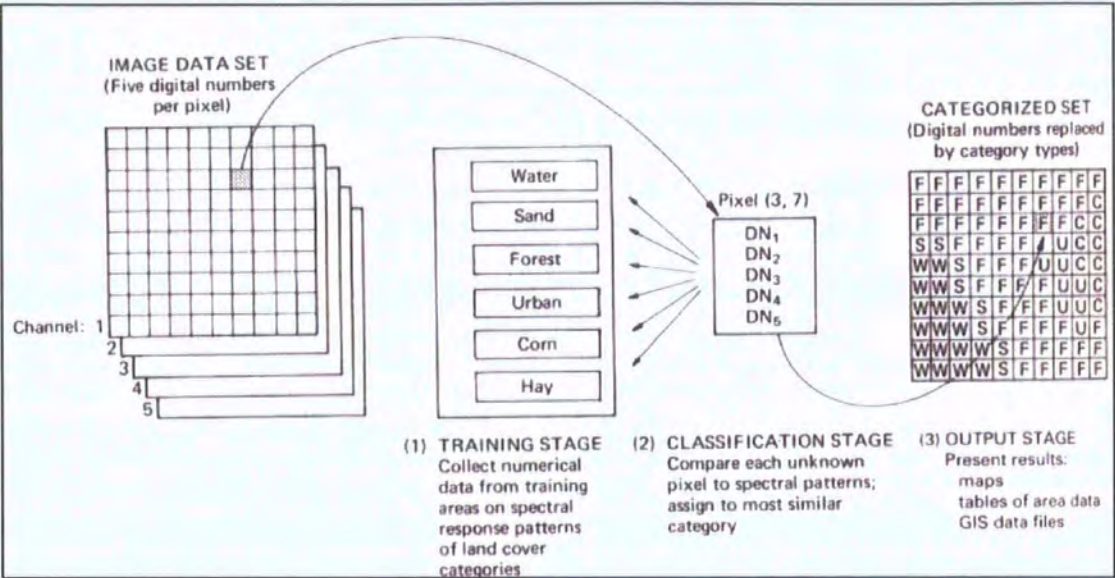 IMAGE DATA SET
(Five digital numbers
per pixel)
Channel: 1
2
3
4
5
Water
Sand
Forest
Urban
Corn
Hay
Pixel (3, 7)
DN1
DN2
DN3
DN4
DN5
CATEGORIZED SET
(Digital numbers replaced
by category types)
F F F F F F F F F F
F F F F F F F F F C
F F F F F F F F C C
S S F F F F U C C
W W S F F F U U C C
W W S F F F F U U C
W W W S F F F U U C
W W W S F F F F U F
W W W W S F F F F F
W W W W S F F F F F
(1) TRAINING STAGE
Collect numerical
data from training
areas on spectral
response patterns
of land cover
categories
(2) CLASSIFICATION STAGE
Compare each unknown
pixel to spectral patterns;
assign to most similar
category
(3) OUTPUT STAGE
Present results:
maps
tables of area data
GIS data files